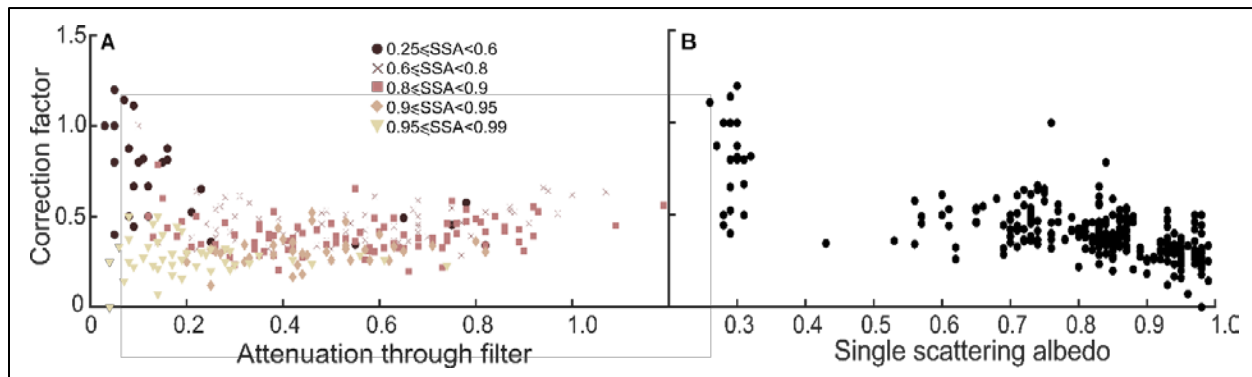 A
B
1.5
1.0
0.5
0
Correction factor
●0.25⩽SSA<0.6
×0.6⩽SSA<0.8
■0.8⩽SSA<0.9
◆0.9⩽SSA<0.95
▼0.95⩽SSA<0.99
0 0.2 0.4 0.6 0.8 1.0
0.3 0.4 0.5 0.6 0.7 0.8 0.9 1.0
Attenuation through filter
Single scattering albedo